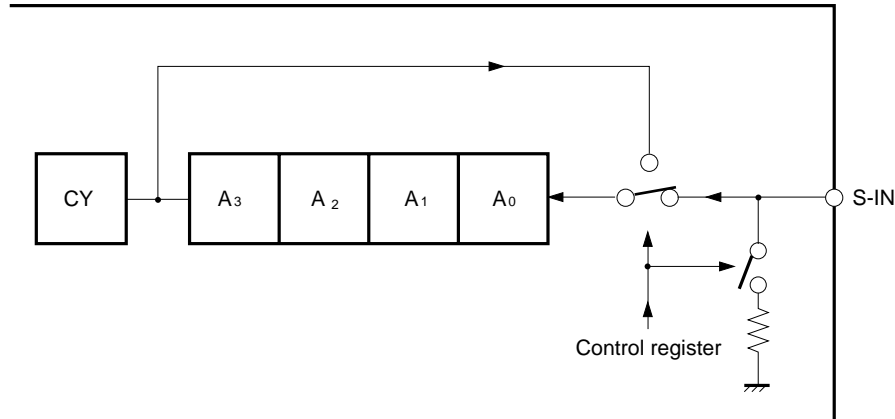 CY
A3
A2
A1
A0
S-IN
Control register